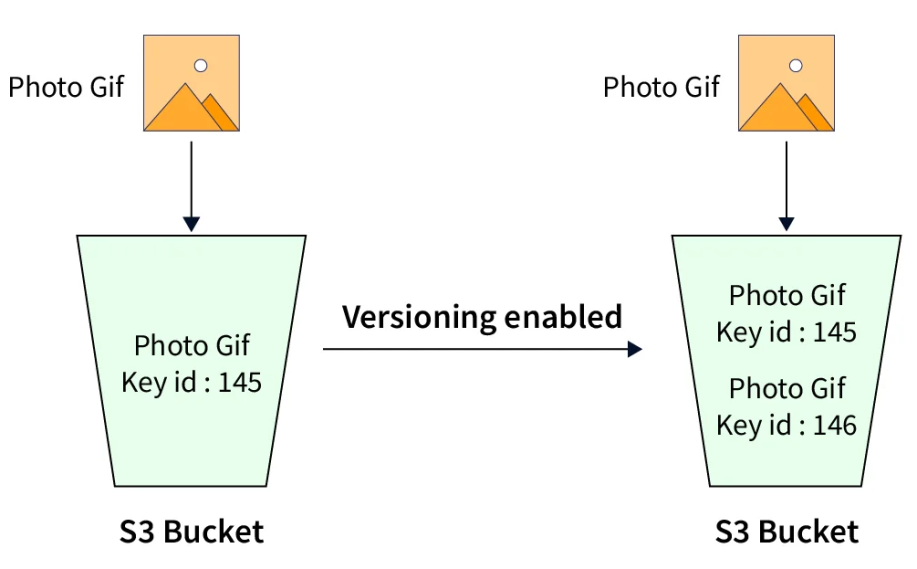 Photo Gif
Photo Gif
Photo Gif
Key id : 145
Versioning enabled
Photo Gif
Key id : 145
Photo Gif
Key id : 146
S3 Bucket
S3 Bucket